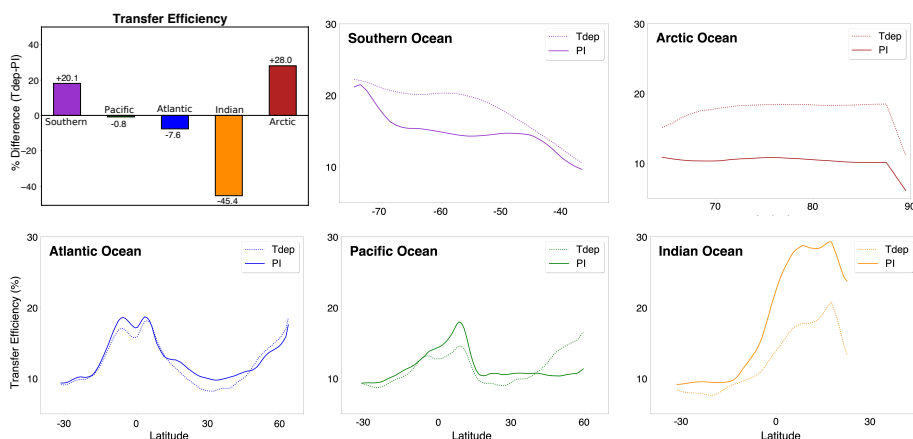 Transfer Efficiency
% Difference (Tdep-PI)
40
20
0
−20
−40
+20.1
Southern
Pacific
-0.8
Atlantic
-7.6
Indian
-45.4
+28.0
Arctic
Southern Ocean
Tdep
PI
30
20
10
-70
-60
-50
-40
Arctic Ocean
Tdep
PI
30
20
10
70
80
90
Atlantic Ocean
Tdep
PI
Transfer Efficiency (%)
30
20
10
-30
0
30
60
Latitude
Pacific Ocean
Tdep
PI
30
20
10
-30
0
30
60
Latitude
Indian Ocean
Tdep
PI
30
20
10
-30
0
30
Latitude